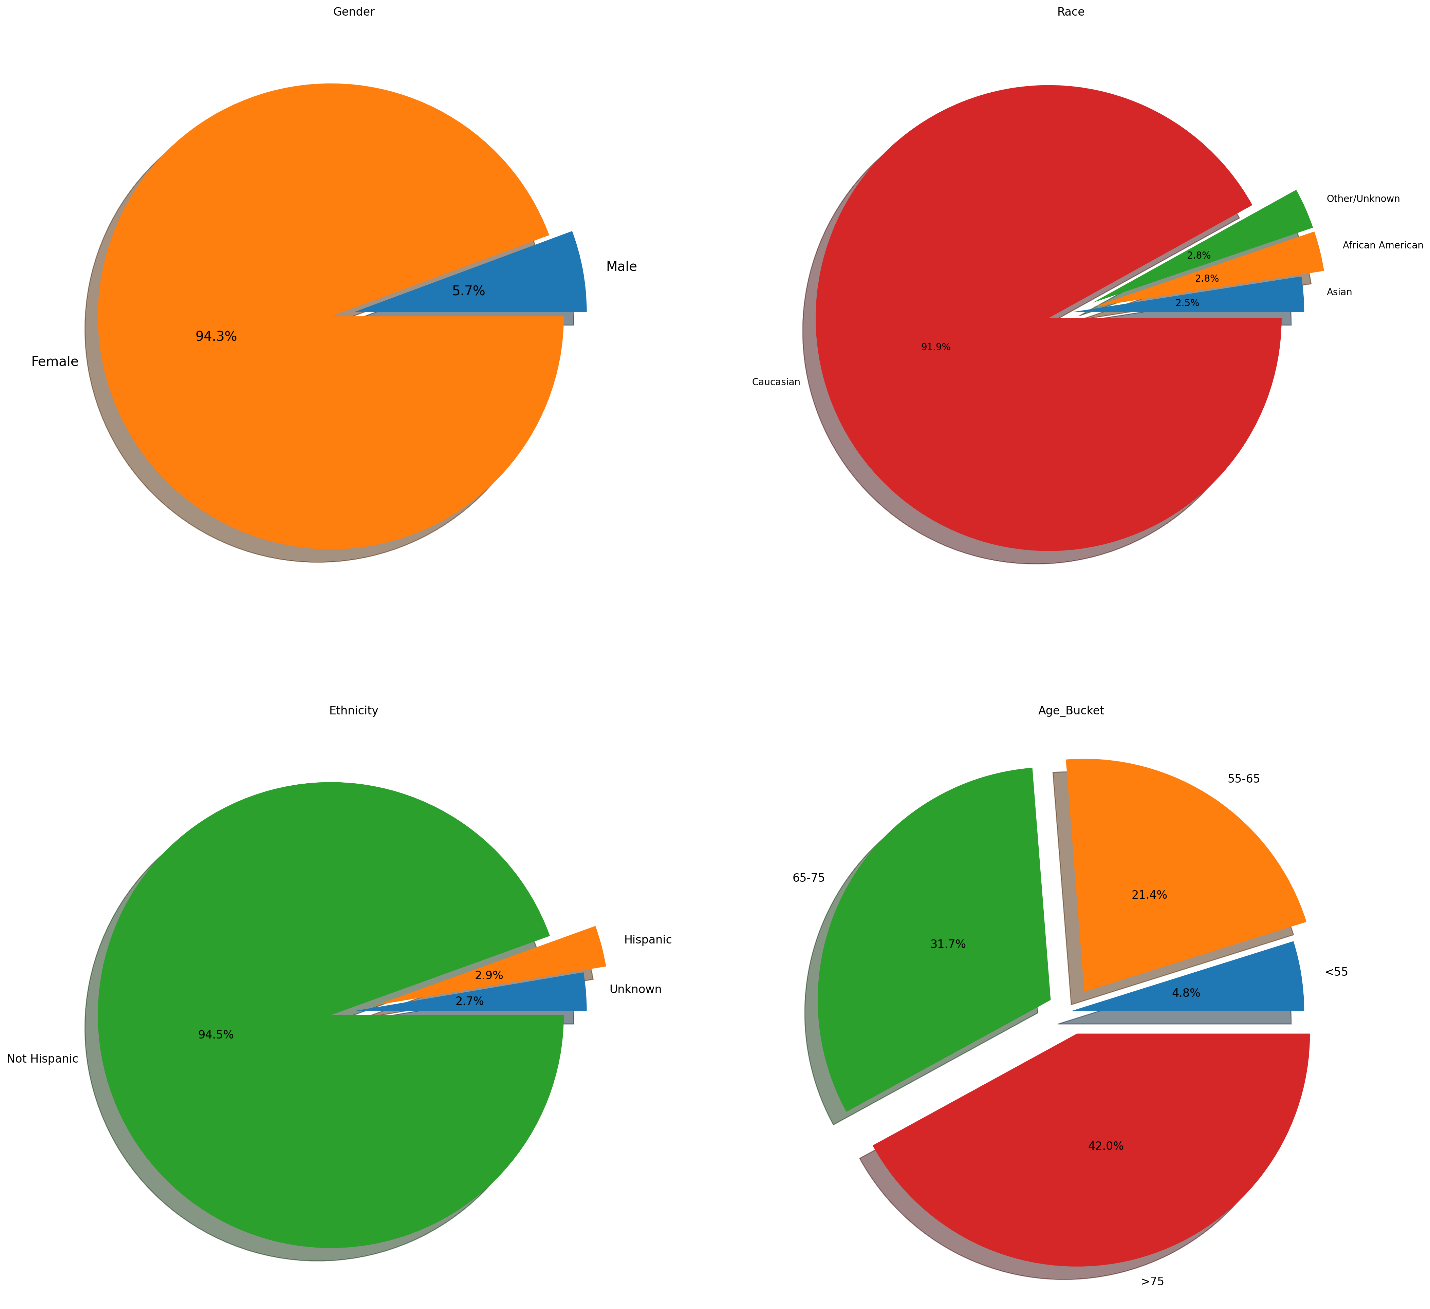 Gender
Male
5.7%
94.3%
Female
Race
Other/Unknown
African American
2.8%
2.8%
Asian
2.5%
91.9%
Caucasian
Ethnicity
Hispanic
2.9%
Unknown
2.7%
94.5%
Not Hispanic
Age_Bucket
55-65
65-75
21.4%
31.7%
<55
4.8%
42.0%
>75